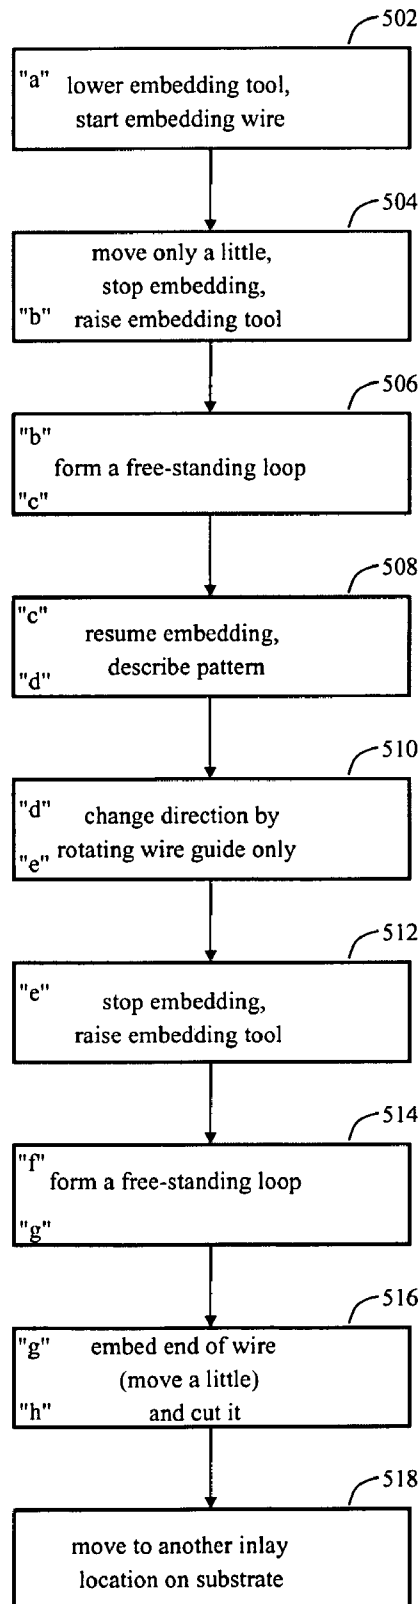 502
"a" lower embedding tool,
start embedding wire
504
move only a little,
stop embedding,
"b" raise embedding tool
506
"b"
form a free-standing loop
"c"
508
"c"
resume embedding,
describe pattern
"d"
510
"d" change direction by
"e" rotating wire guide only
512
"e" stop embedding,
raise embedding tool
514
"f"
form a free-standing loop
"g"
516
"g" embed end of wire
(move a little)
"h" and cut it
518
move to another inlay
location on substrate